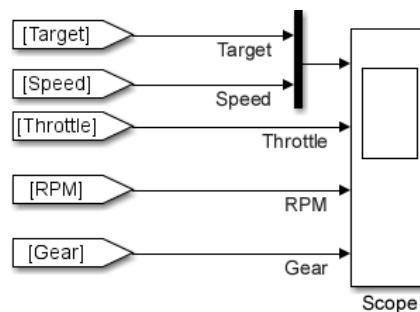 [Target]
Target
[Speed]
Speed
[Throttle]
Throttle
[RPM]
RPM
[Gear]
Gear
Scope